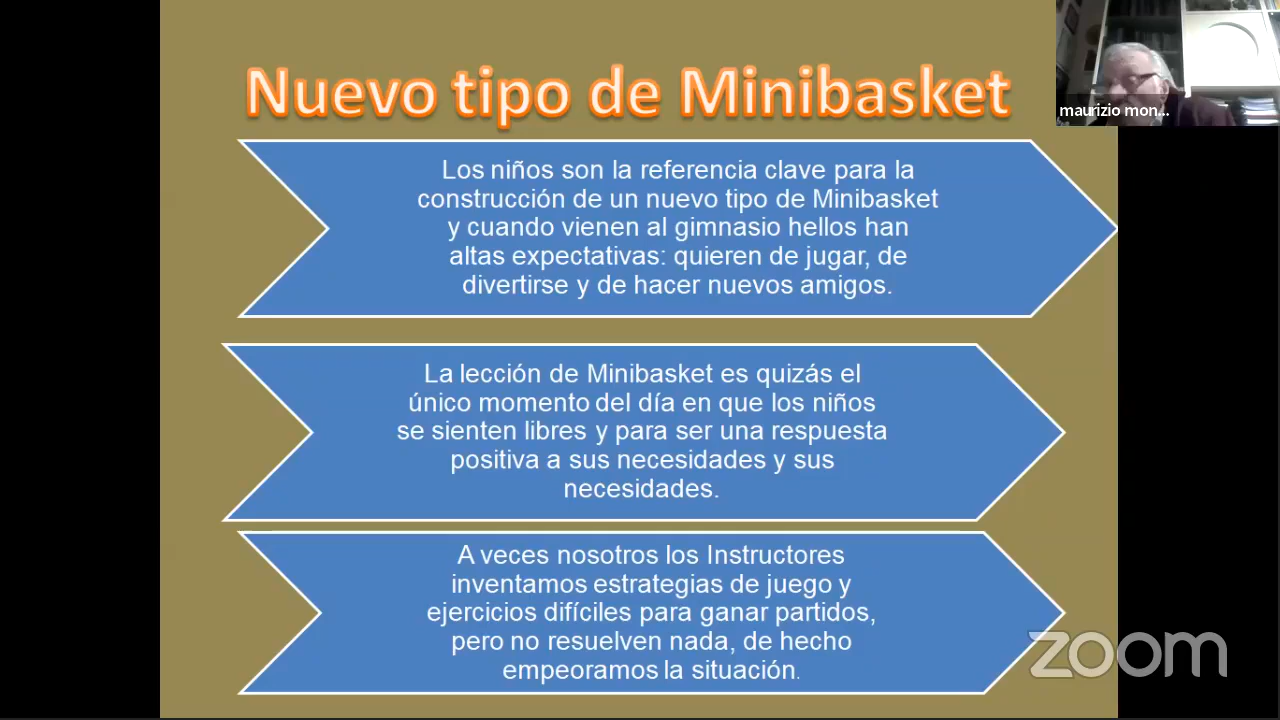 Nuevo tipo de Minibasket
maurizio mon...
Los niños son la referencia clave para la
construcción de un nuevo tipo de Minibasket
y cuando vienen al gimnasio hellos han
altas expectativas: quieren de jugar, de
divertirse y de hacer nuevos amigos.
La lección de Minibasket es quizás el
único momento del día en que los niños
se sienten libres y para ser una respuesta
positiva a sus necesidades y sus
necesidades.
A veces nosotros los Instructores
inventamos estrategias de juego y
ejercicios difíciles para ganar partidos,
pero no resuelven nada, de hecho
empeoramos la situación.
zoom